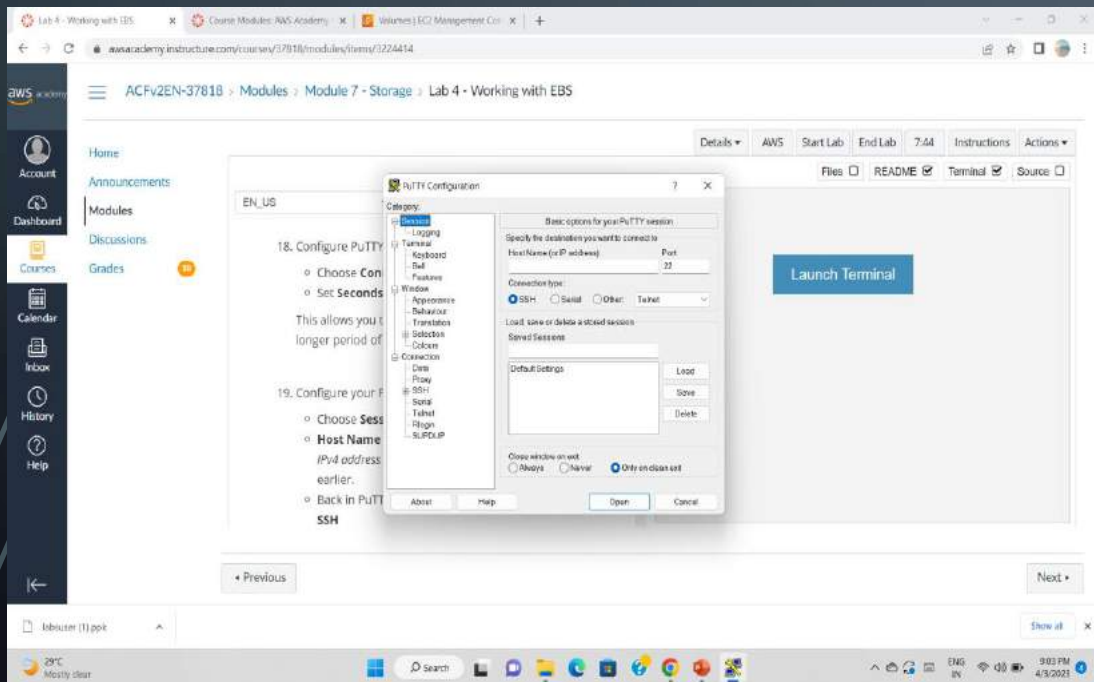 Lab 4 - Working with EBS
Course Modules: AWS Academy
Volumes | EC2 Management Con
awsacademy.instructure.com/courses/37818/modules/items/3224414
aws academy
ACFv2EN-37818 › Modules › Module 7 - Storage › Lab 4 - Working with EBS
Account
Dashboard
Courses
Calendar
Inbox
History
Help
Home
Announcements
Modules
Discussions
Grades
Details
AWS
Start Lab
End Lab
7:44
Instructions
Actions
Files
README
Terminal
Source
EN_US
18. Configure PuTTY
Choose Con
Set Seconds
This allows you t
longer period of
19. Configure your P
Choose Sess
Host Name
IPv4 address
earlier.
Back in PuTT
SSH
PuTTY Configuration
? X
Category:
Session
Logging
Terminal
Keyboard
Bell
Features
Window
Appearance
Behaviour
Translation
Selection
Colours
Connection
Data
Proxy
SSH
Serial
Telnet
Rlogin
SUPDUP
Basic options for your PuTTY session
Specify the destination you want to connect to
Host Name (or IP address)
Port
22
Connection type:
SSH
Serial
Other:
Telnet
Load, save or delete a stored session
Saved Sessions
Default Settings
Load
Save
Delete
Close window on exit
Always
Never
Only on clean exit
About
Help
Open
Cancel
Launch Terminal
Previous
Next
labsuser (1).ppk
Show all
29°C
Mostly clear
Search
ENG
IN
9:03 PM
4/3/2023